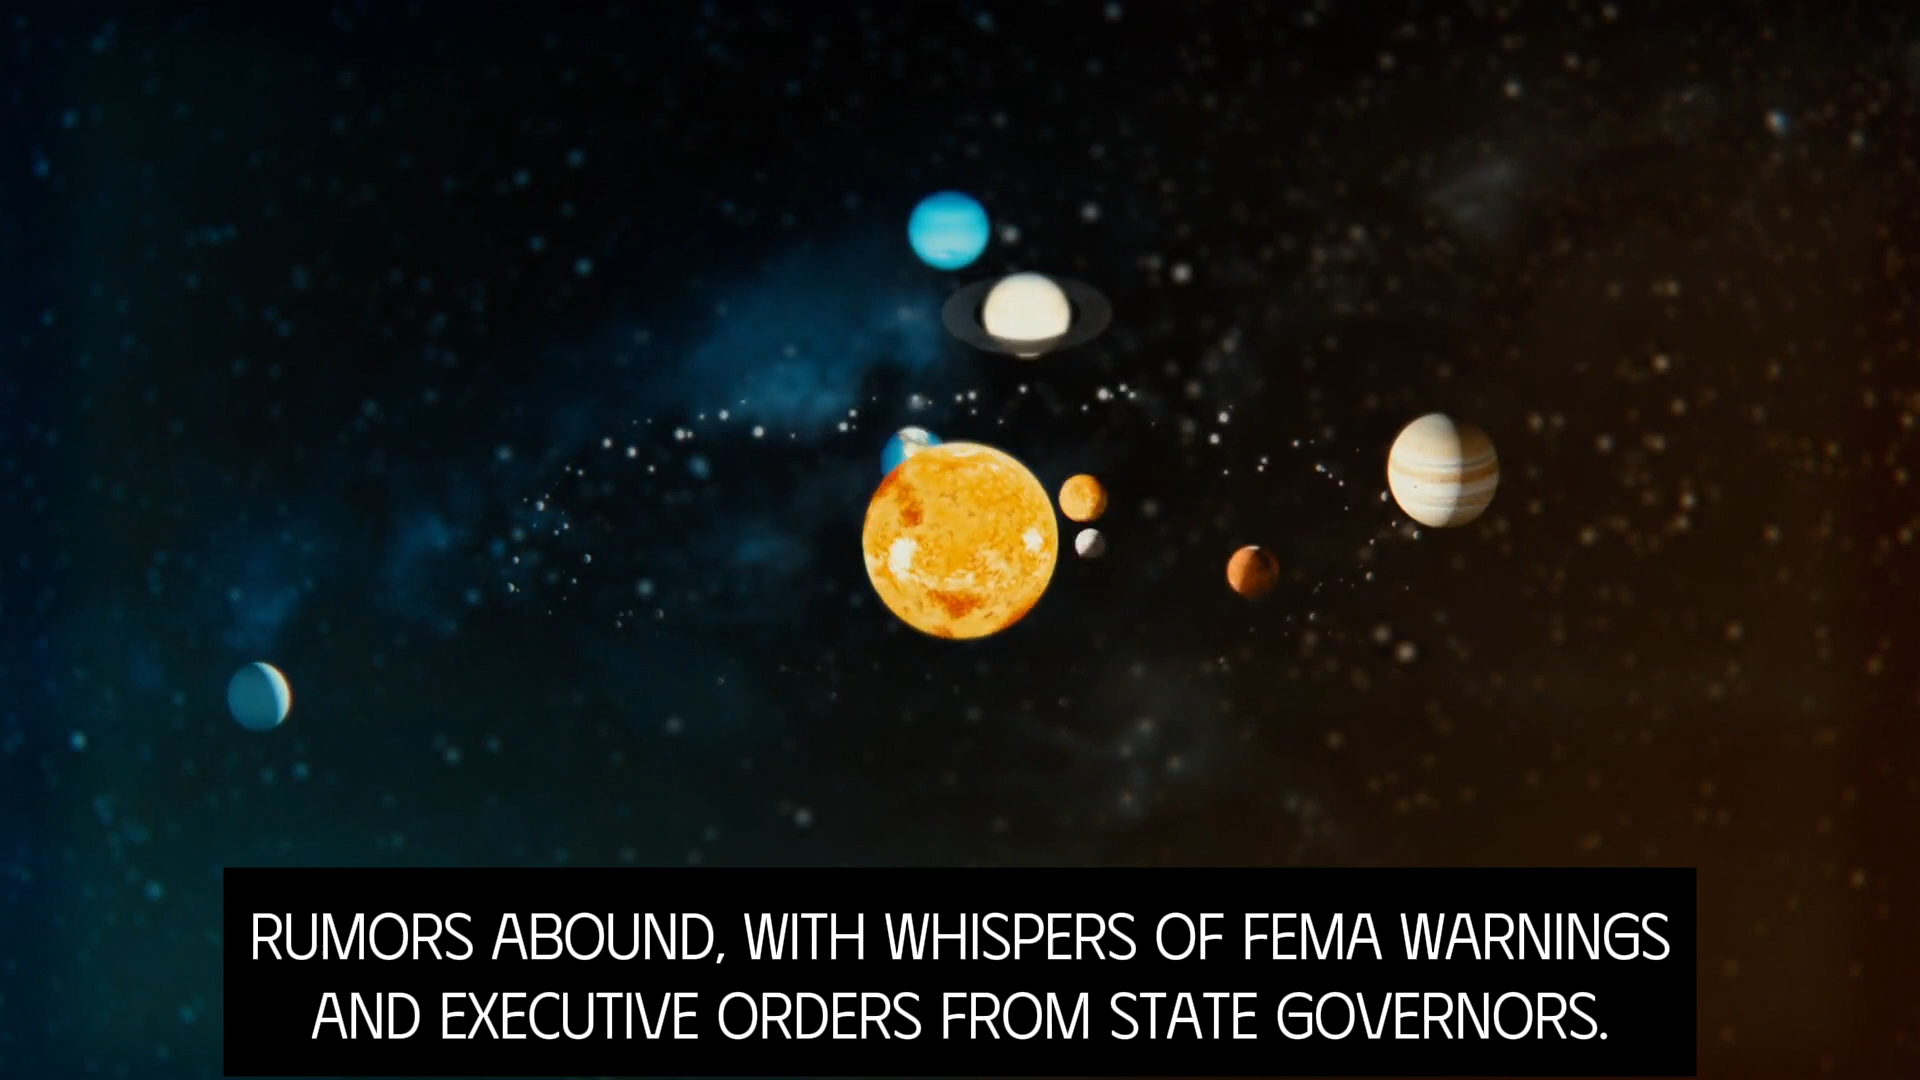 RUMORS ABOUND, WITH WHISPERS OF FEMA WARNINGS
AND EXECUTIVE ORDERS FROM STATE GOVERNORS.